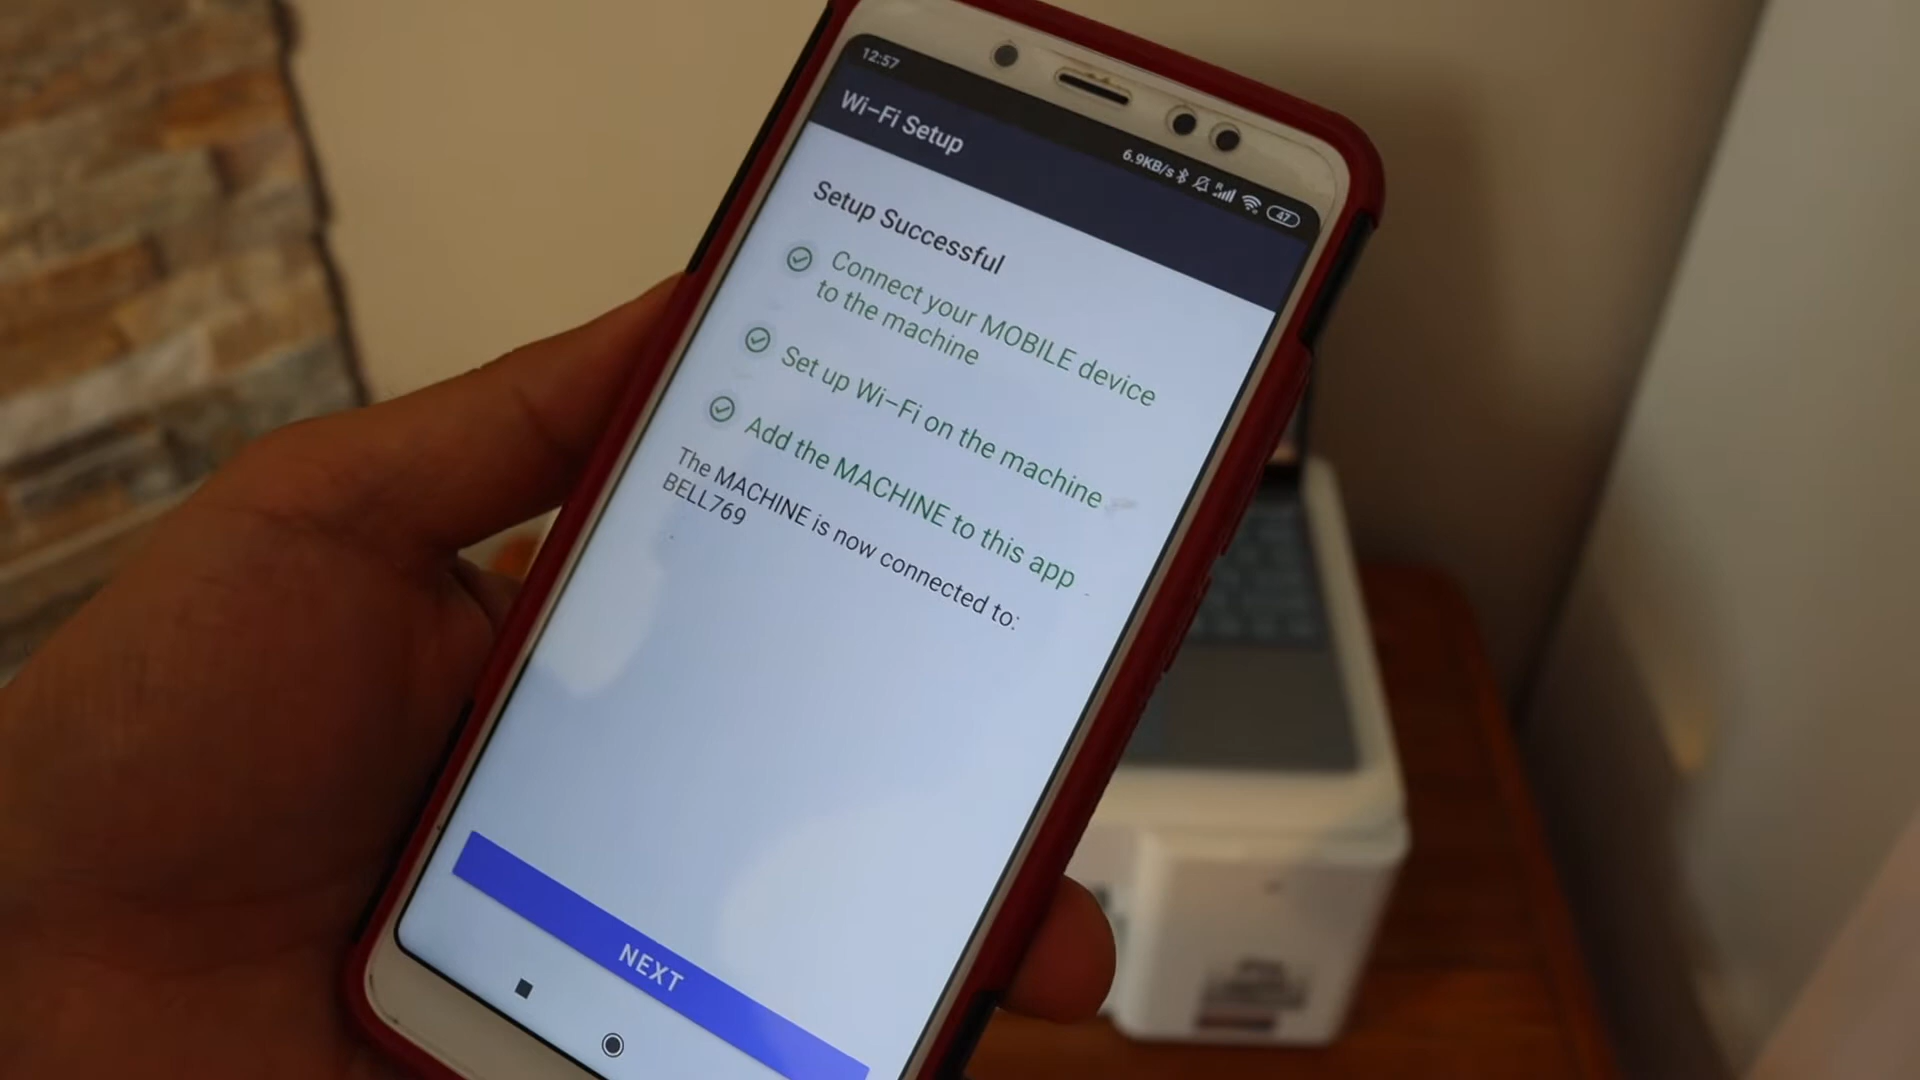 12:57
6.9KB/s
47
Wi-Fi Setup
Setup Successful
Connect your MOBILE device
to the machine
Set up Wi-Fi on the machine
Add the MACHINE to this app
The MACHINE is now connected to:
BELL769
NEXT